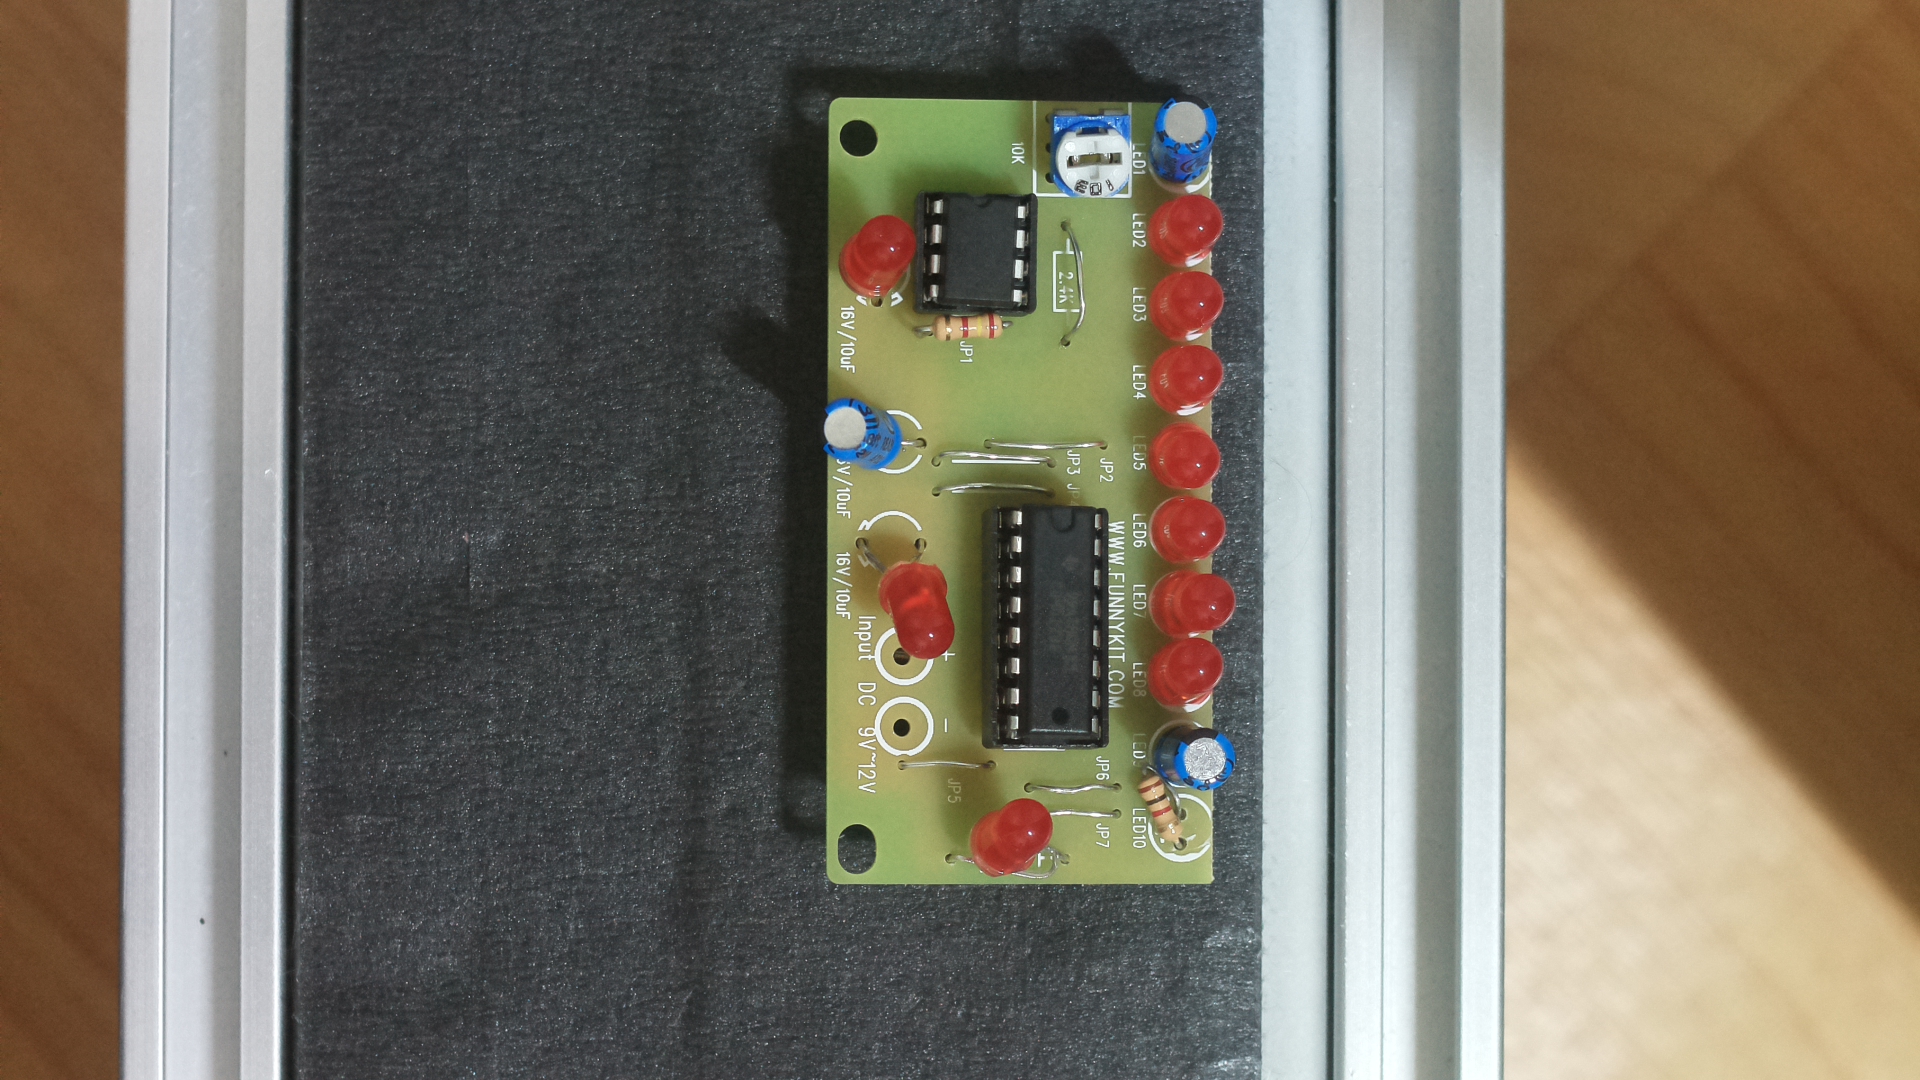 10K
LED1
LED2
2.4K
LED3
16V/10uF
JP1
LED4
LED5
JP2
JP3
V/10uF
LED6
WWW.FUNNYKIT.COM
16V/10uF
LED7
Input DC 9V~12V
+
-
LED8
LED
JP6
JP5
LED10
JP7